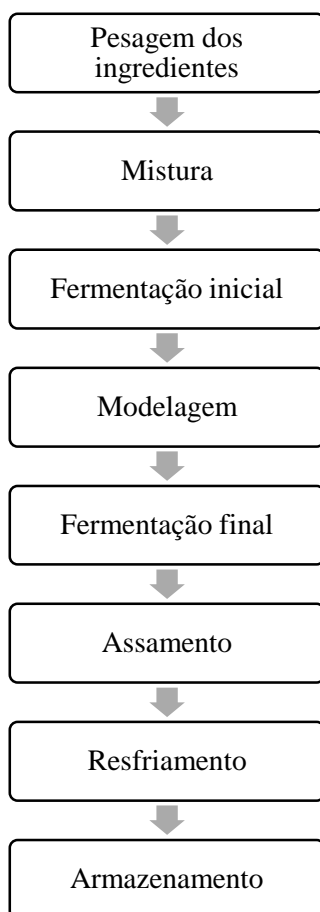 Pesagem dos
ingredientes
Mistura
Fermentação inicial
Modelagem
Fermentação final
Assamento
Resfriamento
Armazenamento